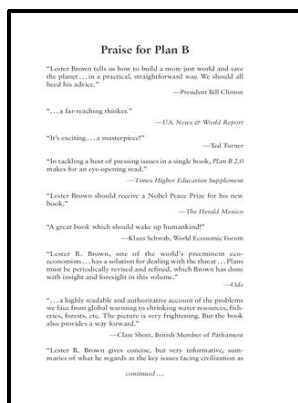 Praise for Plan B
"Lester Brown tells us how to build a more just world and save
the planet . . . in a practical, straightforward way. We should all
heed his advice."
—President Bill Clinton
". . . a far-reaching thinker."
—U.S. News & World Report
"It's exciting . . . a masterpiece!"
—Ted Turner
"In tackling a host of pressing issues in a single book, Plan B 2.0
makes for an eye-opening read."
—Times Higher Education Supplement
"Lester Brown should receive a Nobel Peace Prize for his new
book."
—The Herald Mexico
"A great book which should wake up humankind!"
—Klaus Schwab, World Economic Forum
"Lester R. Brown, one of the world's preeminent eco-
economists . . . has a solution for dealing with the threat . . . Plans
must be periodically revised and refined, which Brown has done
with insight and foresight in this volume."
—Ode
". . . a highly readable and authoritative account of the problems
we face from global warming to shrinking water resources, fish-
eries, forests, etc. The picture is very frightening. But the book
also provides a way forward."
—Clare Short, British Member of Parliament
"Lester R. Brown gives concise, but very informative, sum-
maries of what he regards as the key issues facing civilization as
continued . . .